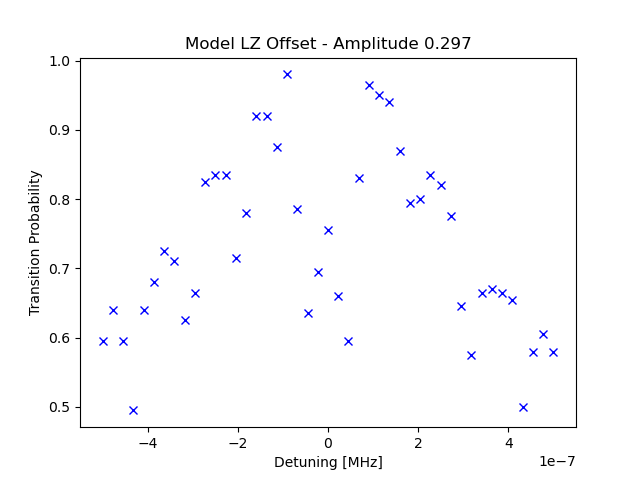 Model LZ Offset - Amplitude 0.297
Transition Probability
1.0
0.9
0.8
0.7
0.6
0.5
−4
−2
0
2
4
1e−7
Detuning [MHz]